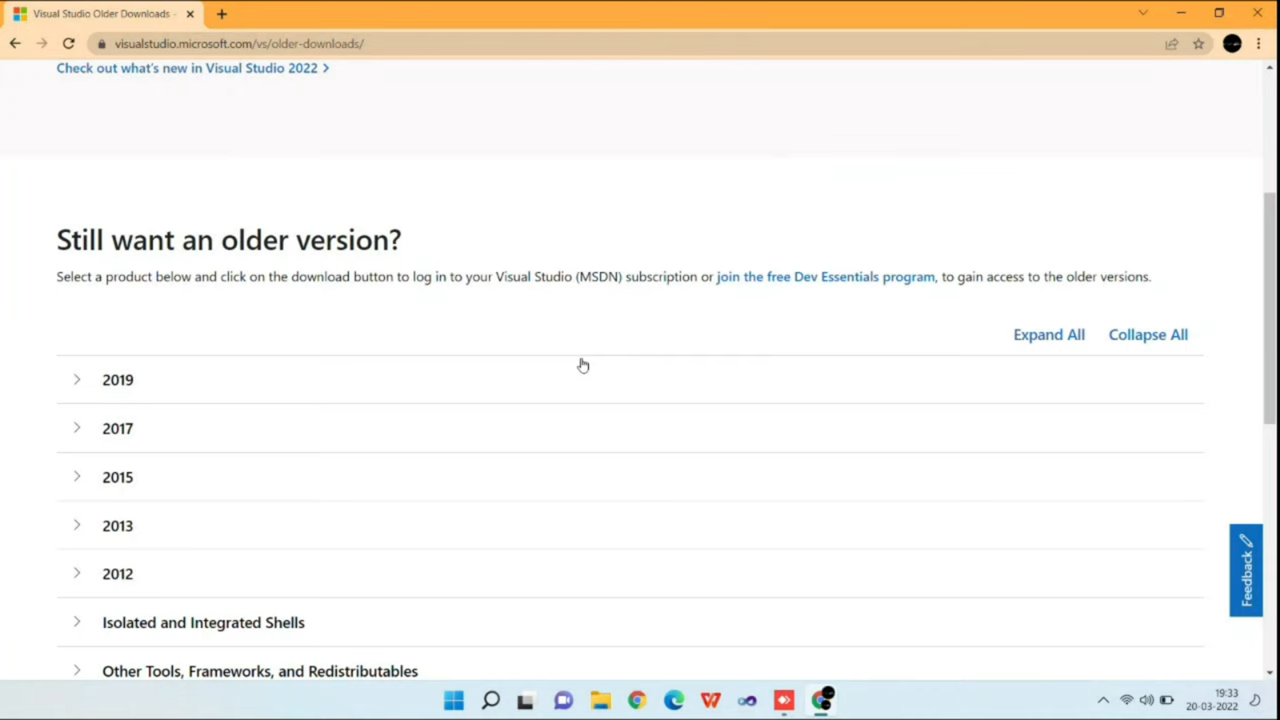 Visual Studio Older Downloads -
visualstudio.microsoft.com/vs/older-downloads/
Check out what's new in Visual Studio 2022
Still want an older version?
Select a product below and click on the download button to log in to your Visual Studio (MSDN) subscription or join the free Dev Essentials program, to gain access to the older versions.
Expand All Collapse All
2019
2017
2015
2013
2012
Feedback
Isolated and Integrated Shells
Other Tools, Frameworks, and Redistributables
19:33
20-03-2022